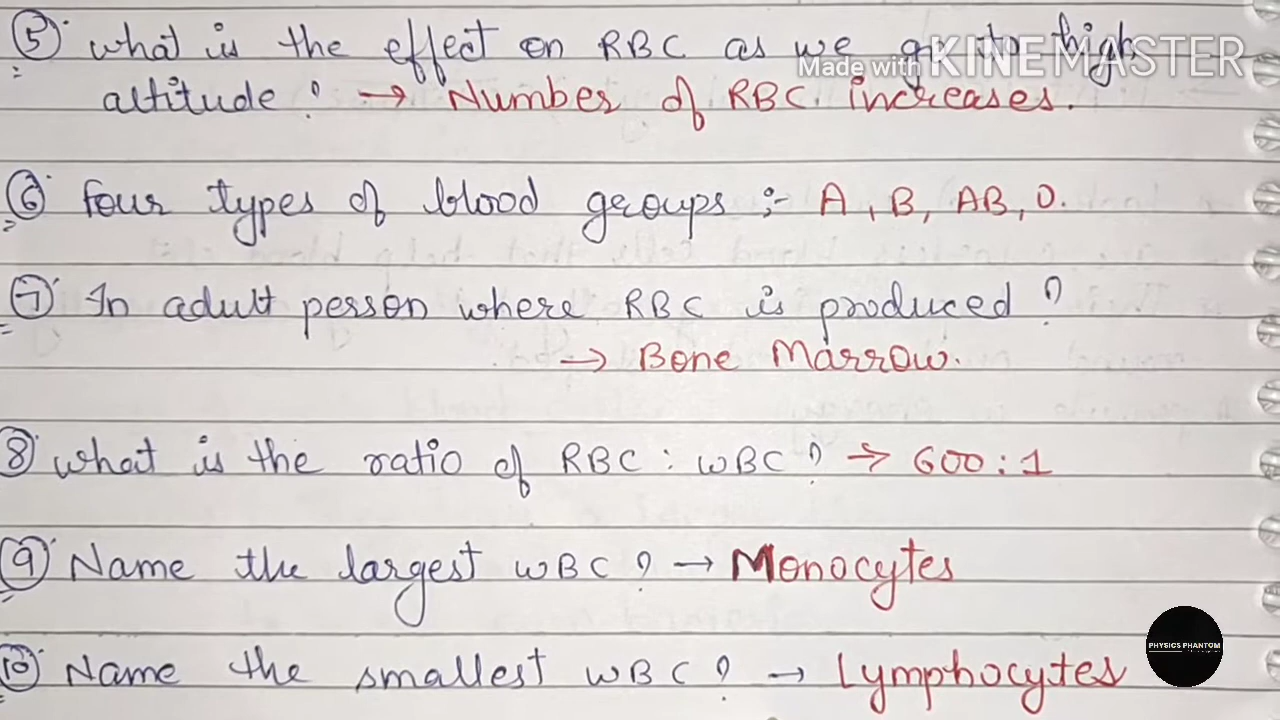 5 What is the effect on RBC as we go to high
Made with KINEMASTER
altitude? → Number of RBC increases.
6 Four types of blood groups :- A, B, AB, O.
7 In adult person where RBC is produced?
→ Bone Marrow.
8 What is the ratio of RBC : WBC? → 600 : 1
9 Name the largest WBC? → Monocytes
10 Name the smallest WBC? → Lymphocytes
PHYSICS PHANTOM